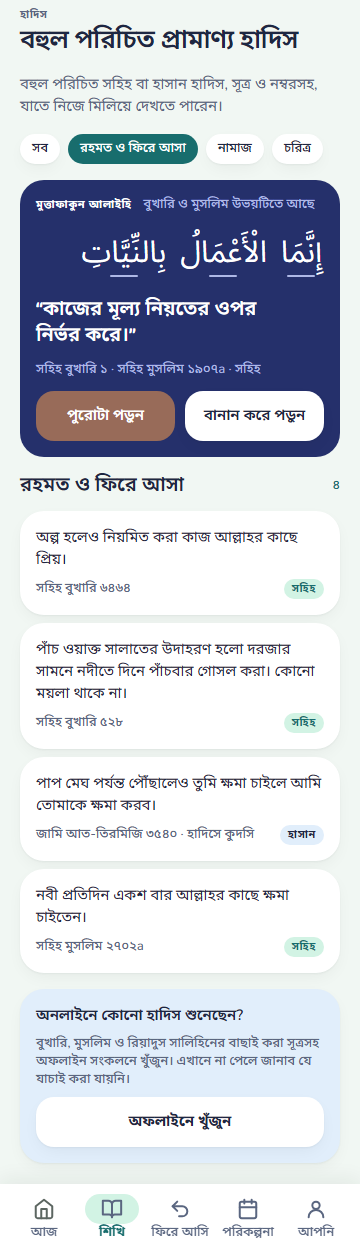 হাদিস
বহুল পরিচিত প্রামাণ্য হাদিস
বহুল পরিচিত সহিহ বা হাসান হাদিস, সূত্র ও নম্বরসহ,
যাতে নিজে মিলিয়ে দেখতে পারেন।
সব
রহমত ও ফিরে আসা
নামাজ
চরিত্র
মুত্তাফাকুন আলাইহি
বুখারি ও মুসলিম উভয়টিতে আছে
إِنَّمَا الْأَعْمَالُ بِالنِّيَّاتِ
“কাজের মূল্য নিয়তের ওপর
নির্ভর করে।”
সহিহ বুখারি ১ · সহিহ মুসলিম ১৯০৭a · সহিহ
পুরোটা পড়ুন
বানান করে পড়ুন
রহমত ও ফিরে আসা
৪
অল্প হলেও নিয়মিত করা কাজ আল্লাহর কাছে
প্রিয়।
সহিহ বুখারি ৬৪৬৪
সহিহ
পাঁচ ওয়াক্ত সালাতের উদাহরণ হলো দরজার
সামনে নদীতে দিনে পাঁচবার গোসল করা। কোনো
ময়লা থাকে না।
সহিহ বুখারি ৫২৮
সহিহ
পাপ মেঘ পর্যন্ত পৌঁছালেও তুমি ক্ষমা চাইলে আমি
তোমাকে ক্ষমা করব।
জামি আত-তিরমিজি ৩৫৪০ · হাদিসে কুদসি
হাসান
নবী প্রতিদিন একশ বার আল্লাহর কাছে ক্ষমা
চাইতেন।
সহিহ মুসলিম ২৭০২a
সহিহ
অনলাইনে কোনো হাদিস শুনেছেন?
বুখারি, মুসলিম ও রিয়াদুস সালিহিনের বাছাই করা সূত্রসহ
অফলাইন সংকলনে খুঁজুন। এখানে না পেলে জানাব যে
যাচাই করা যায়নি।
অফলাইনে খুঁজুন
আজ
শিখি
ফিরে আসি
পরিকল্পনা
আপনি